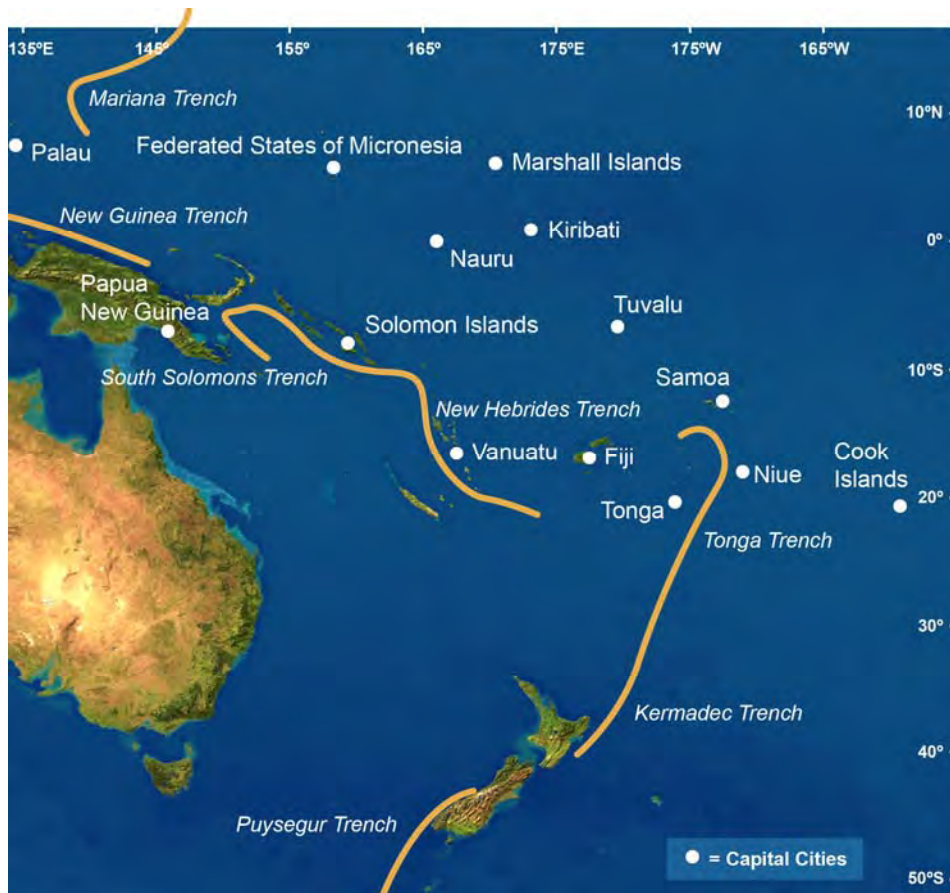 135ºE
145º
155º
165º
175ºE
175ºW
165ºW
Mariana Trench
10ºN
Palau
Federated States of Micronesia
Marshall Islands
New Guinea Trench
Kiribati
0º
Nauru
Papua
New Guinea
Tuvalu
Solomon Islands
South Solomons Trench
10ºS
Samoa
New Hebrides Trench
Vanuatu
Fiji
Niue
Cook
Islands
20º
Tonga
Tonga Trench
30º
Kermadec Trench
40º
Puysegur Trench
= Capital Cities
50ºS